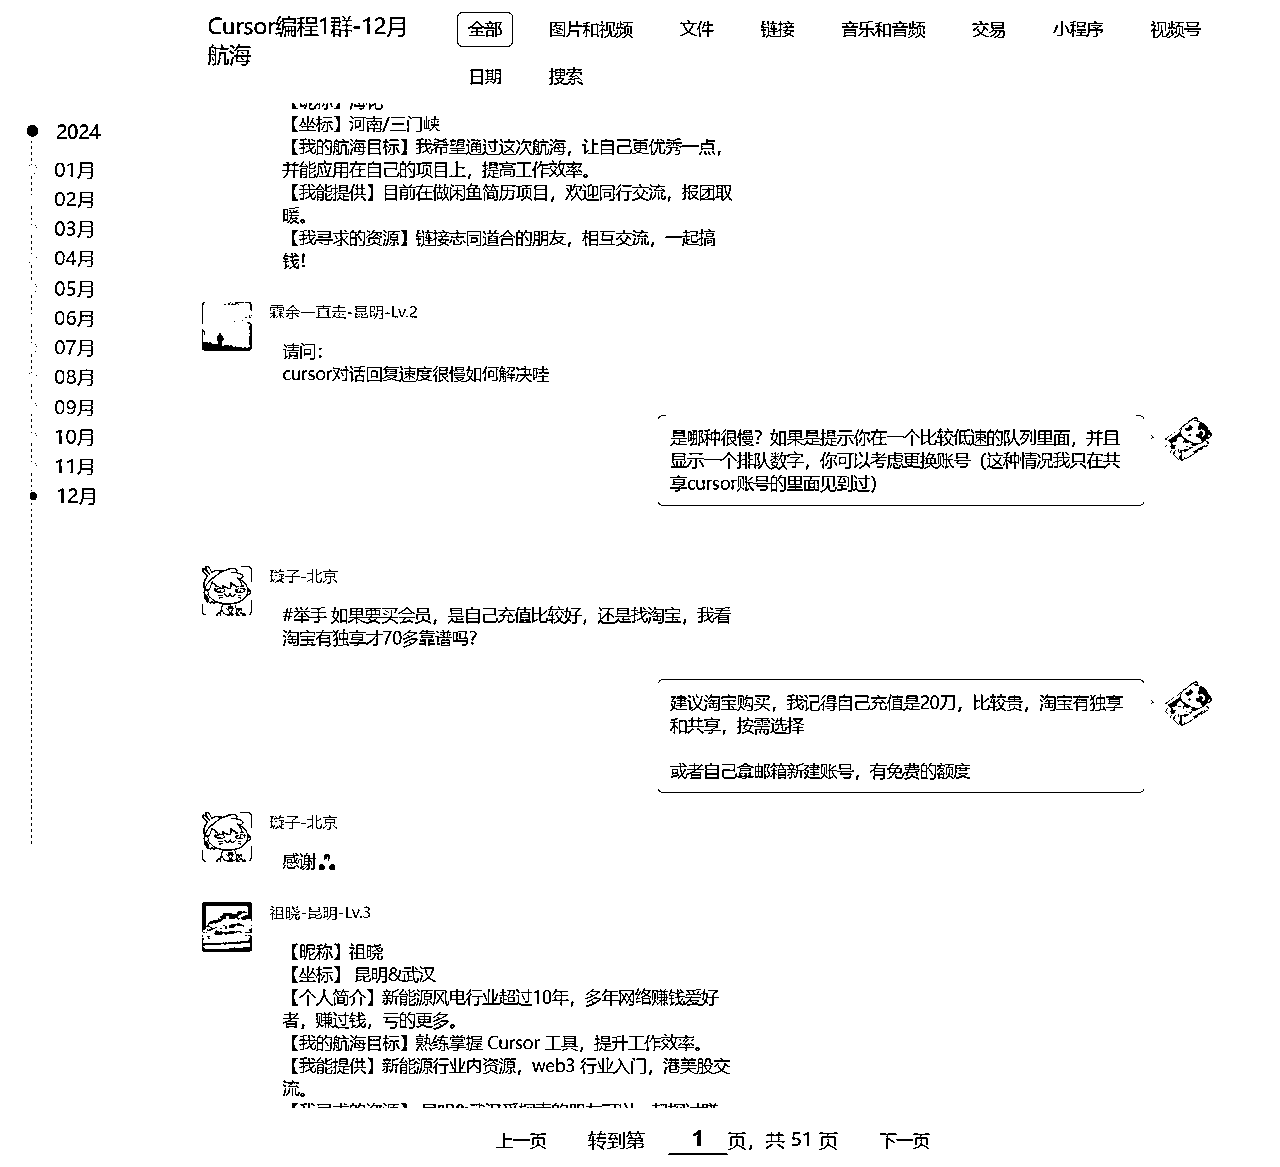 Cursor编程1群-12月
航海
全部 图片和视频 文件 链接 音乐和音频 交易 小程序 视频号
日期 搜索
2024
01月
02月
03月
04月
05月
06月
07月
08月
09月
10月
11月
12月
【坐标】河南/三门峡
【我的航海目标】我希望通过这次航海，让自己更优秀一点，
并能应用在自己的项目上，提高工作效率。
【我能提供】目前在做闲鱼简历项目，欢迎同行交流，报团取
暖。
【我寻求的资源】链接志同道合的朋友，相互交流，一起搞
钱！
霖余一直走-昆明-Lv.2
请问：
cursor对话回复速度很慢如何解决哇
是哪种很慢？如果是提示你在一个比较低速的队列里面，并且
显示一个排队数字，你可以考虑更换账号（这种情况我只在共
享cursor账号的里面见到过）
璇子-北京
#举手 如果要买会员，是自己充值比较好，还是找淘宝，我看
淘宝有独享才70多靠谱吗？
建议淘宝购买，我记得自己充值是20刀，比较贵，淘宝有独享
和共享，按需选择
或者自己拿邮箱新建账号，有免费的额度
璇子-北京
感谢
祖晓-昆明-Lv.3
【昵称】祖晓
【坐标】 昆明&武汉
【个人简介】新能源风电行业超过10年，多年网络赚钱爱好
者，赚过钱，亏的更多。
【我的航海目标】熟练掌握 Cursor 工具，提升工作效率。
【我能提供】新能源行业内资源，web3 行业入门，港美股交
流。
上一页 转到第 1 页，共 51 页 下一页